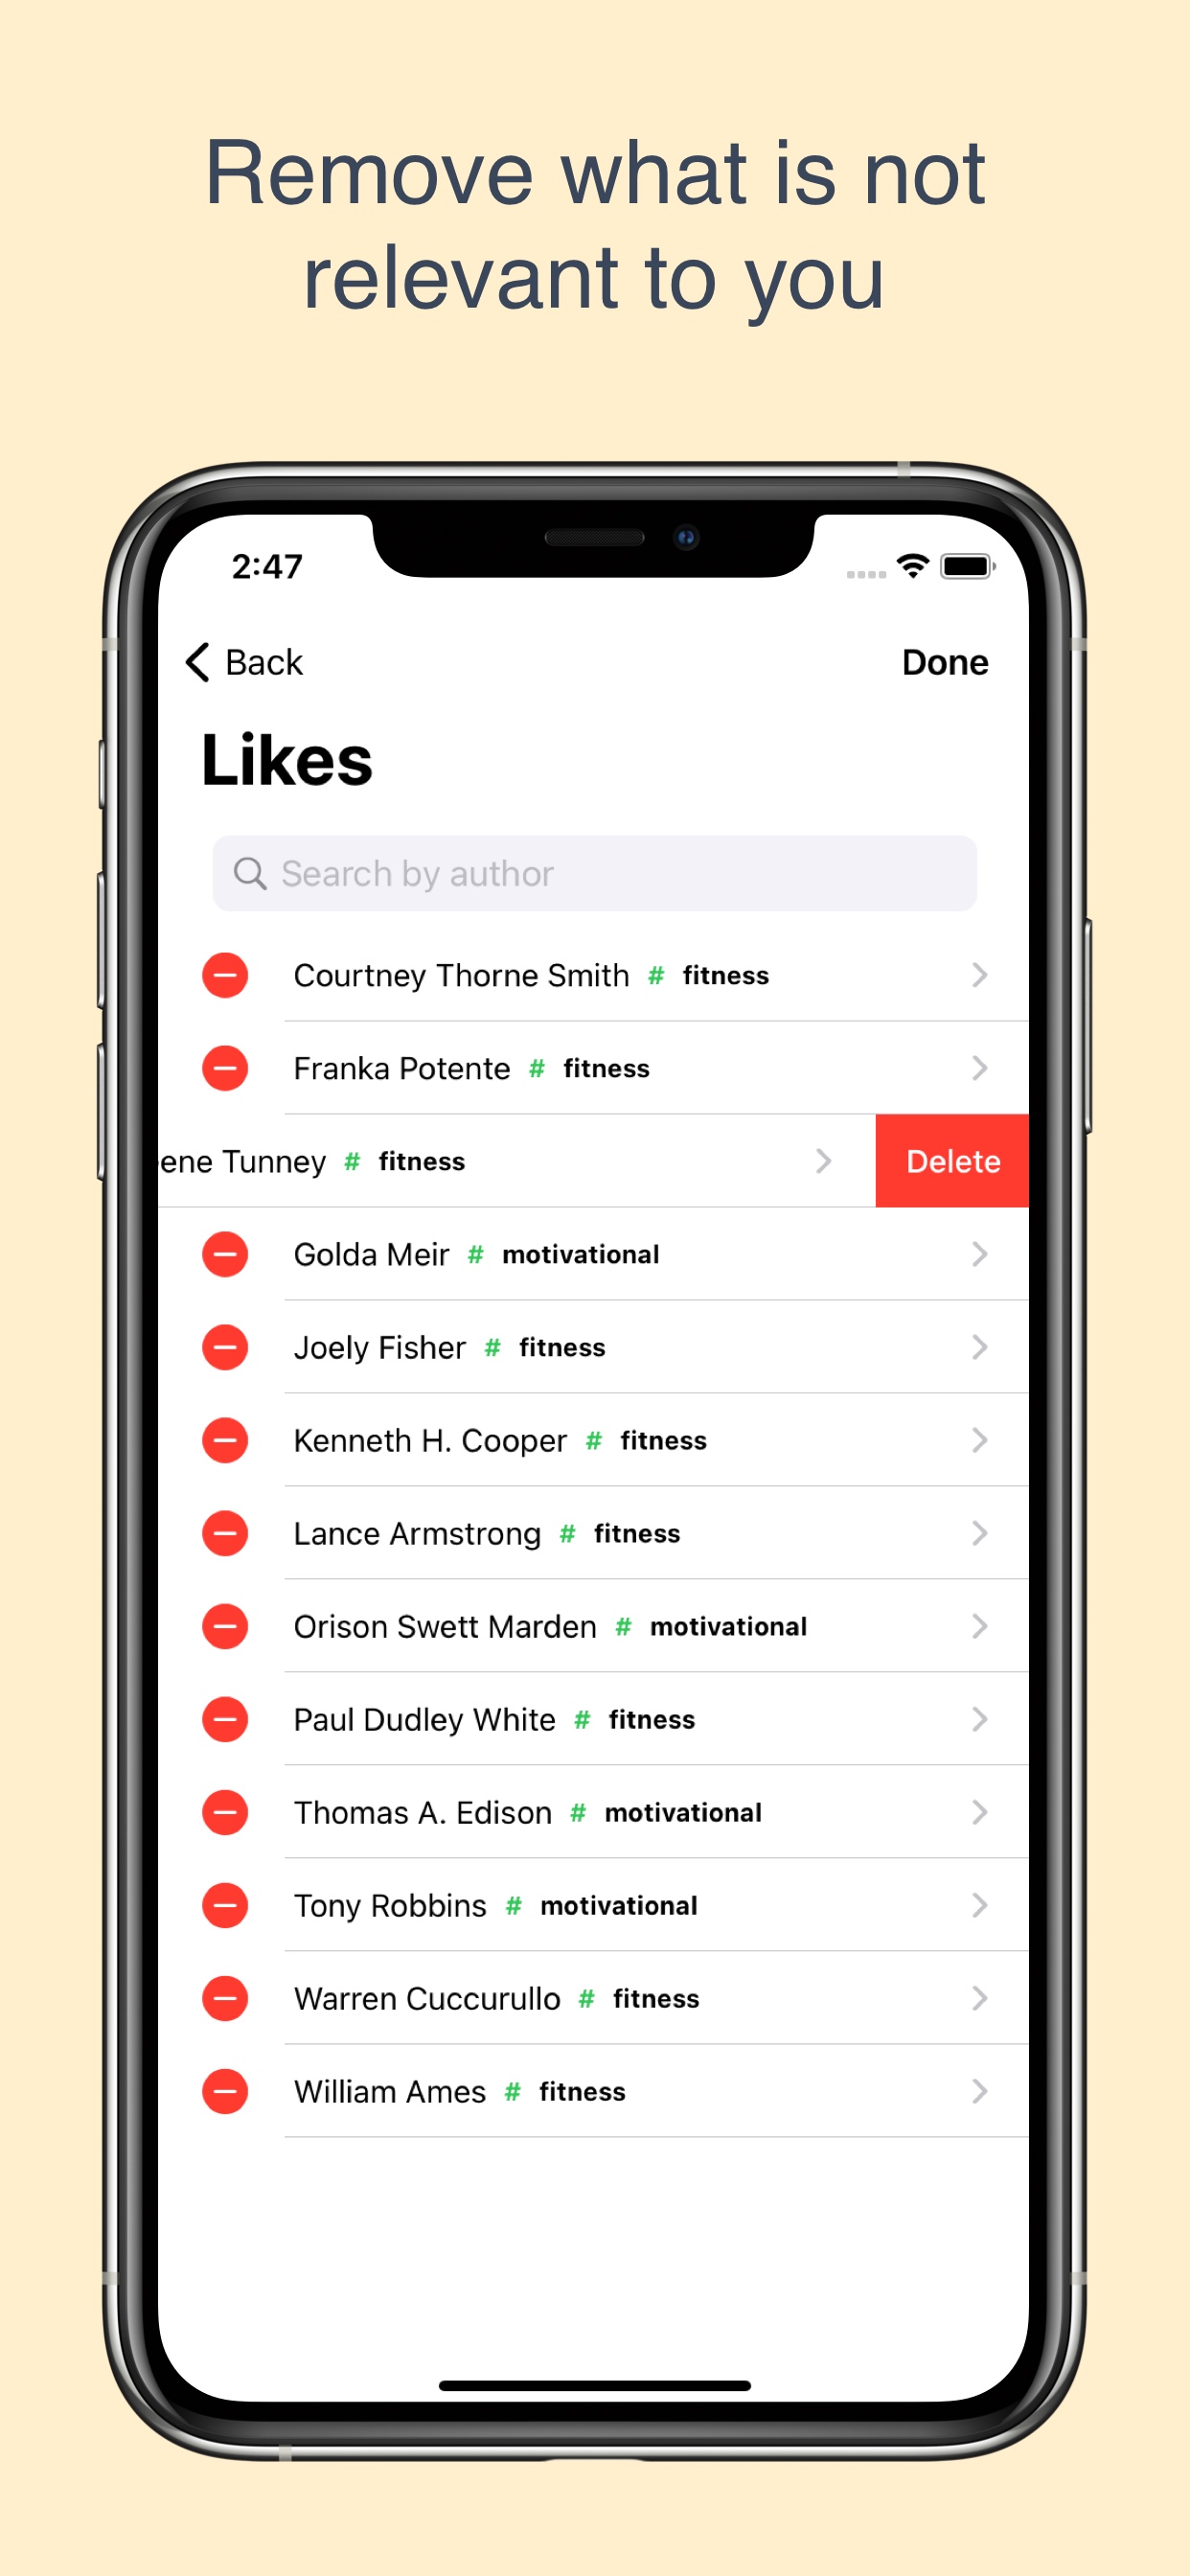 Remove what is not
relevant to you
2:47
Back
Done
Likes
Search by author
Courtney Thorne Smith # fitness
Franka Potente # fitness
ene Tunney # fitness
Delete
Golda Meir # motivational
Joely Fisher # fitness
Kenneth H. Cooper # fitness
Lance Armstrong # fitness
Orison Swett Marden # motivational
Paul Dudley White # fitness
Thomas A. Edison # motivational
Tony Robbins # motivational
Warren Cuccurullo # fitness
William Ames # fitness